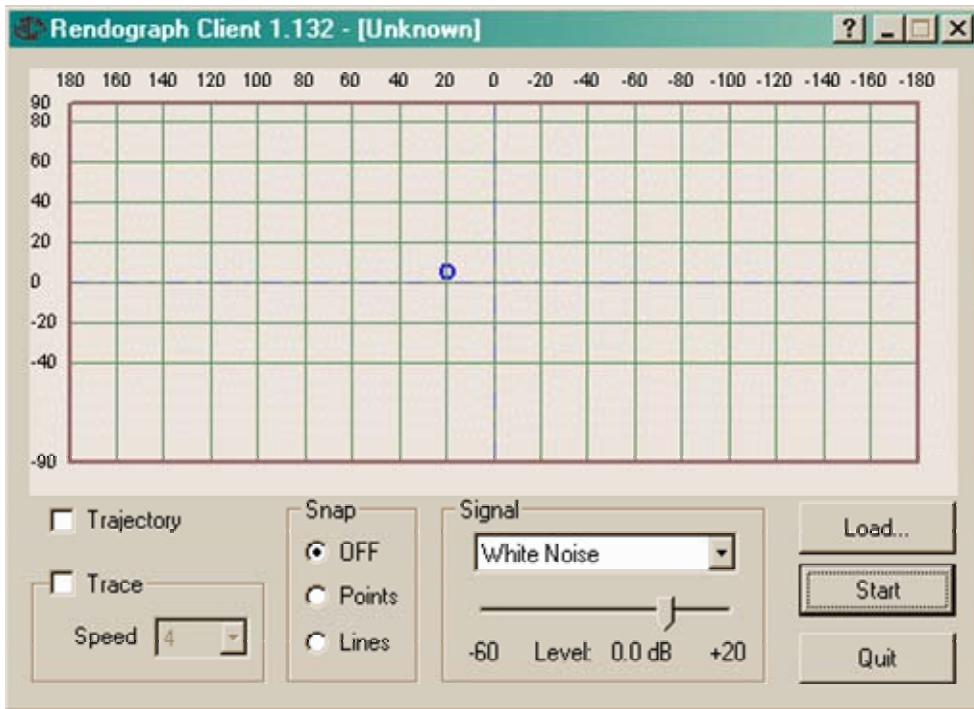 Rendograph Client 1.132 - [Unknown]
180 160 140 120 100 80 60 40 20 0 -20 -40 -60 -80 -100 -120 -140 -160 -180
90
80
60
40
20
0
-20
-40
-90
Trajectory
Trace
Speed 4
Snap
OFF
Points
Lines
Signal
White Noise
-60 Level: 0.0 dB +20
Load...
Start
Quit